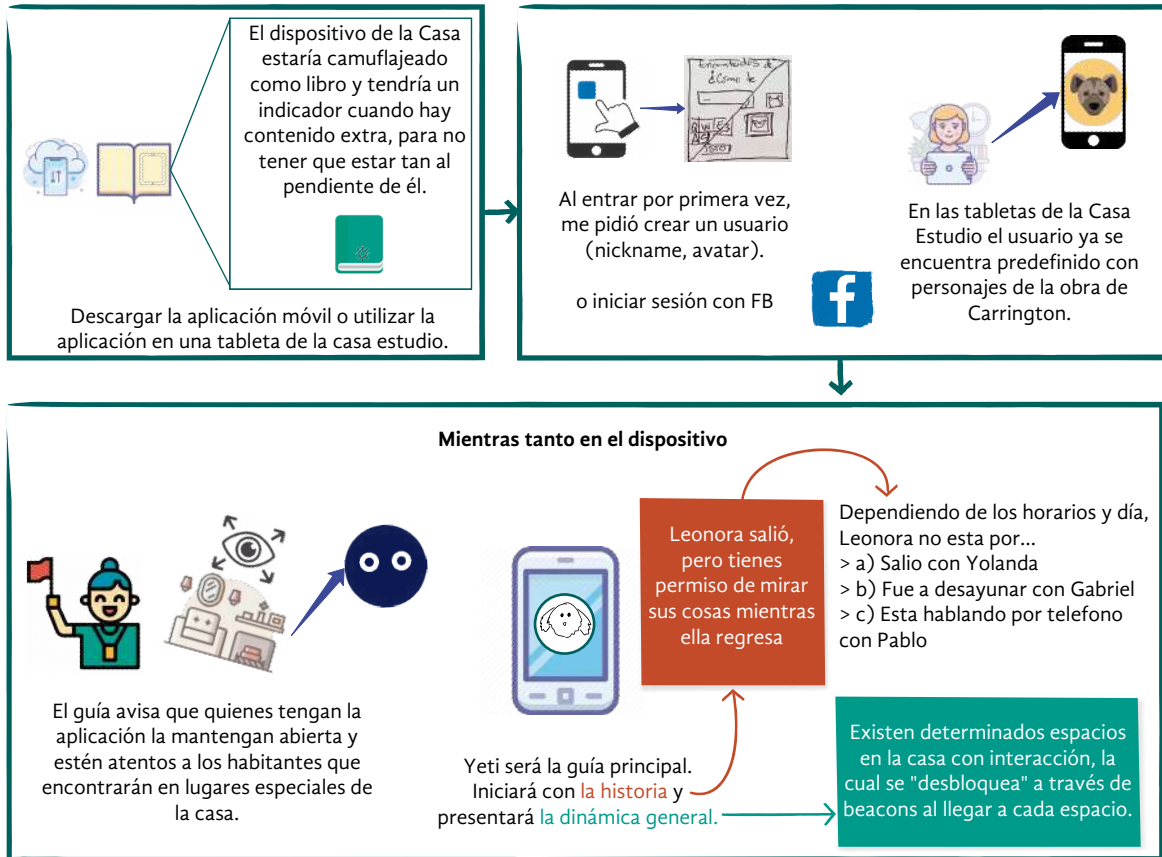 El dispositivo de la Casa
estaría camuflajeado
como libro y tendría un
indicador cuando hay
contenido extra, para no
tener que estar tan al
pendiente de él.
Descargar la aplicación móvil o utilizar la
aplicación en una tableta de la casa estudio.
Al entrar por primera vez,
me pidió crear un usuario
(nickname, avatar).
o iniciar sesión con FB
f
En las tabletas de la Casa
Estudio el usuario ya se
encuentra predefinido con
personajes de la obra de
Carrington.
Mientras tanto en el dispositivo
El guía avisa que quienes tengan la
aplicación la mantengan abierta y
estén atentos a los habitantes que
encontrarán en lugares especiales de
la casa.
Yeti será la guía principal.
Iniciará con la historia y
presentará la dinámica general.
Leonora salió,
pero tienes
permiso de mirar
sus cosas mientras
ella regresa
Dependiendo de los horarios y día,
Leonora no esta por...
> a) Salio con Yolanda
> b) Fue a desayunar con Gabriel
> c) Esta hablando por telefono
con Pablo
Existen determinados espacios
en la casa con interacción, la
cual se "desbloquea" a través de
beacons al llegar a cada espacio.